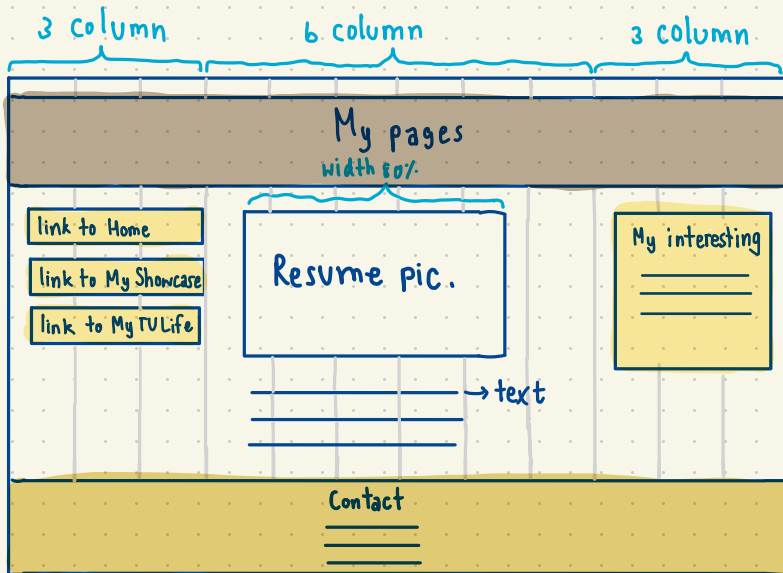 3 column
6 column
3 column
My pages
width 80%
link to Home
link to My Showcase
link to My TU Life
Resume pic.
My interesting
text
Contact